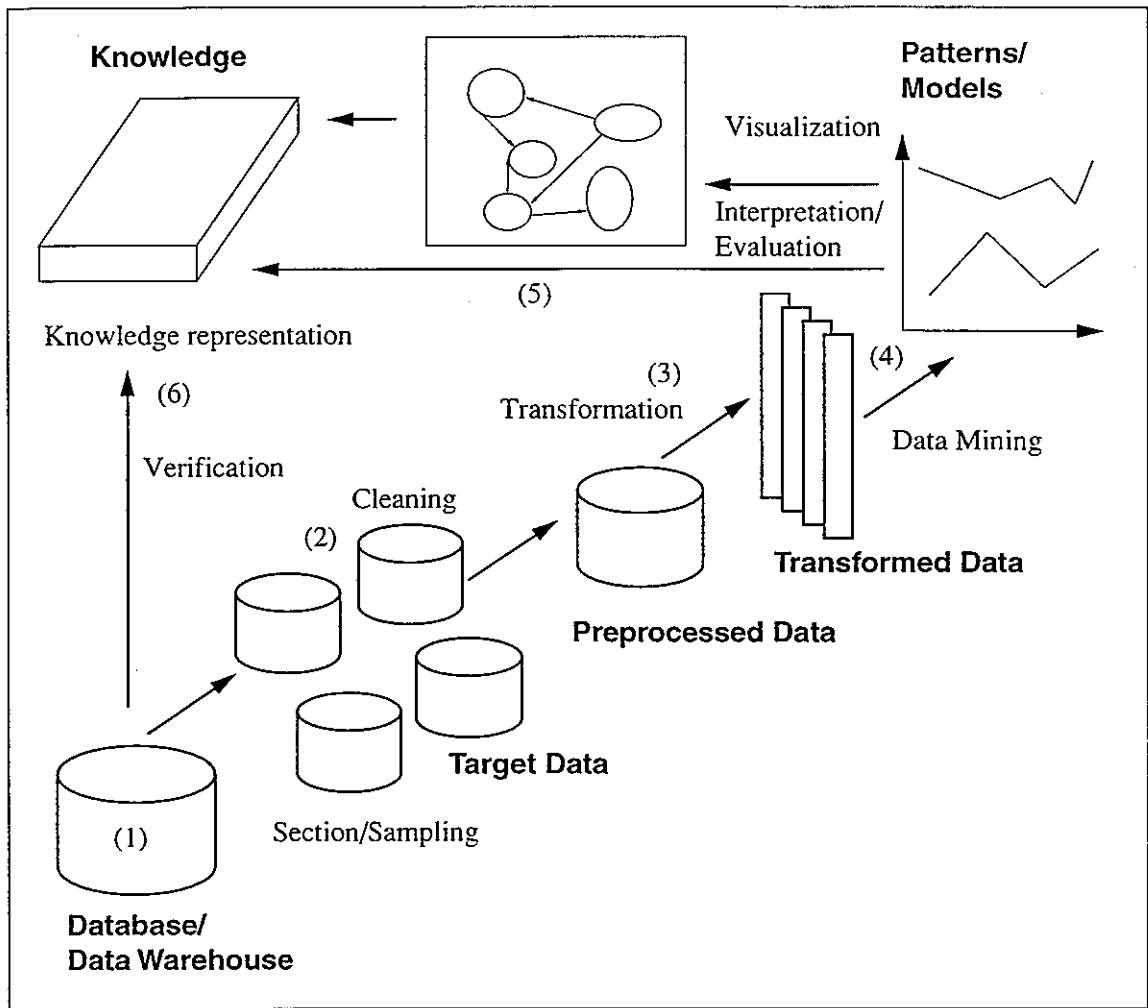 Knowledge
Patterns/
Models
Visualization
Interpretation/
Evaluation
(5)
Knowledge representation
(6)
(3)
(4)
Transformation
Data Mining
Verification
Cleaning
(2)
Transformed Data
Preprocessed Data
Target Data
(1)
Section/Sampling
Database/
Data Warehouse